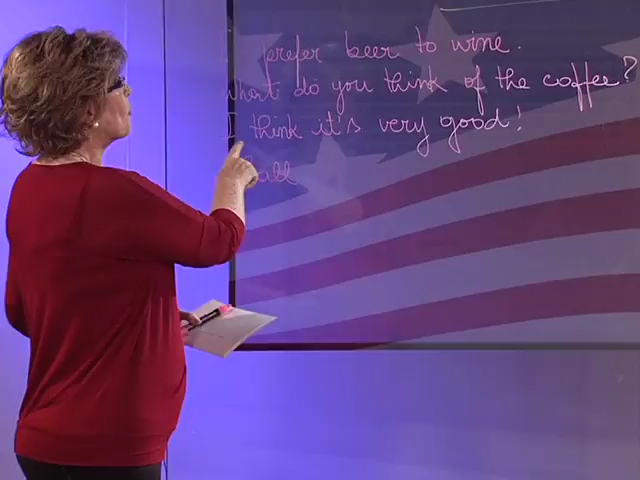 prefer beer to wine.
what do you think of the coffee?
I think it's very good!